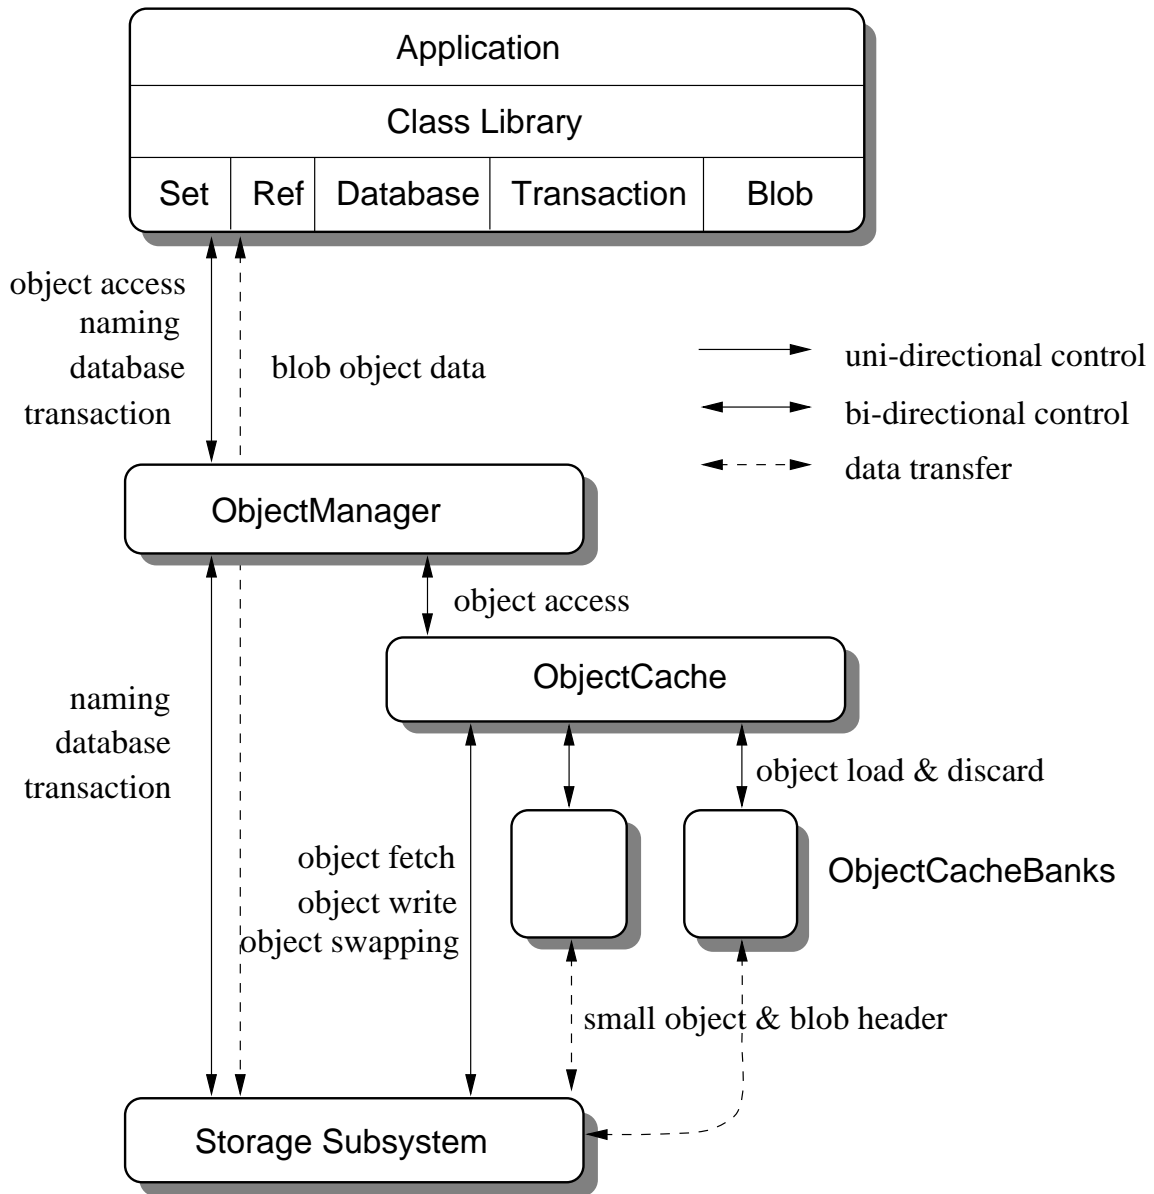 Application
Class Library
Set Ref Database Transaction Blob
object access
naming
database
transaction
blob object data
uni-directional control
bi-directional control
data transfer
ObjectManager
object access
ObjectCache
naming
database
transaction
object load & discard
object fetch
object write
object swapping
ObjectCacheBanks
small object & blob header
Storage Subsystem